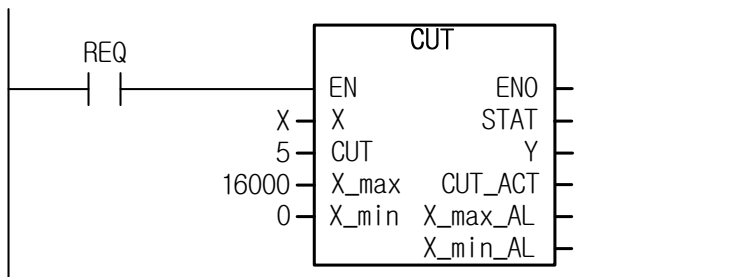 CUT
REQ
EN ENO
X X STAT
5 CUT Y
16000 X_max CUT_ACT
0 X_min X_max_AL
X_min_AL